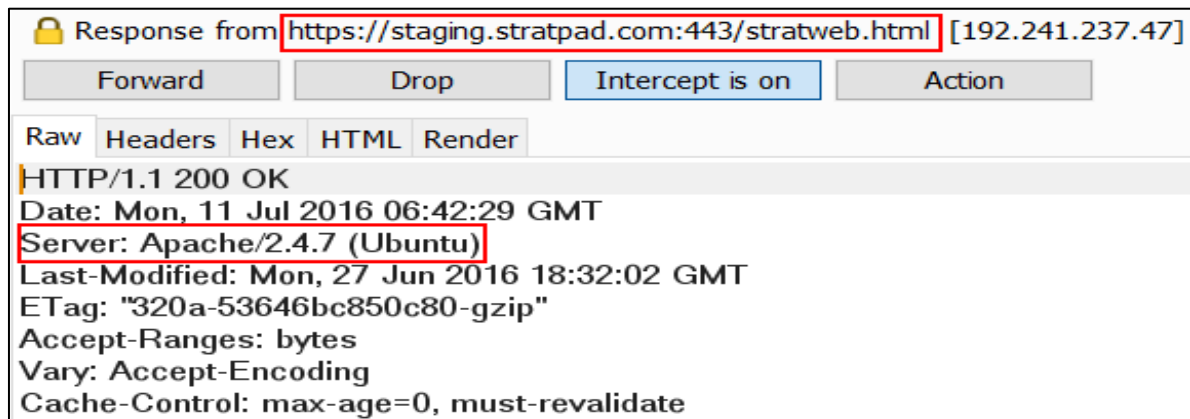 Response from https://staging.stratpad.com:443/stratweb.html [192.241.237.47]
Forward Drop Intercept is on Action
Raw Headers Hex HTML Render
HTTP/1.1 200 OK
Date: Mon, 11 Jul 2016 06:42:29 GMT
Server: Apache/2.4.7 (Ubuntu)
Last-Modified: Mon, 27 Jun 2016 18:32:02 GMT
ETag: "320a-53646bc850c80-gzip"
Accept-Ranges: bytes
Vary: Accept-Encoding
Cache-Control: max-age=0, must-revalidate